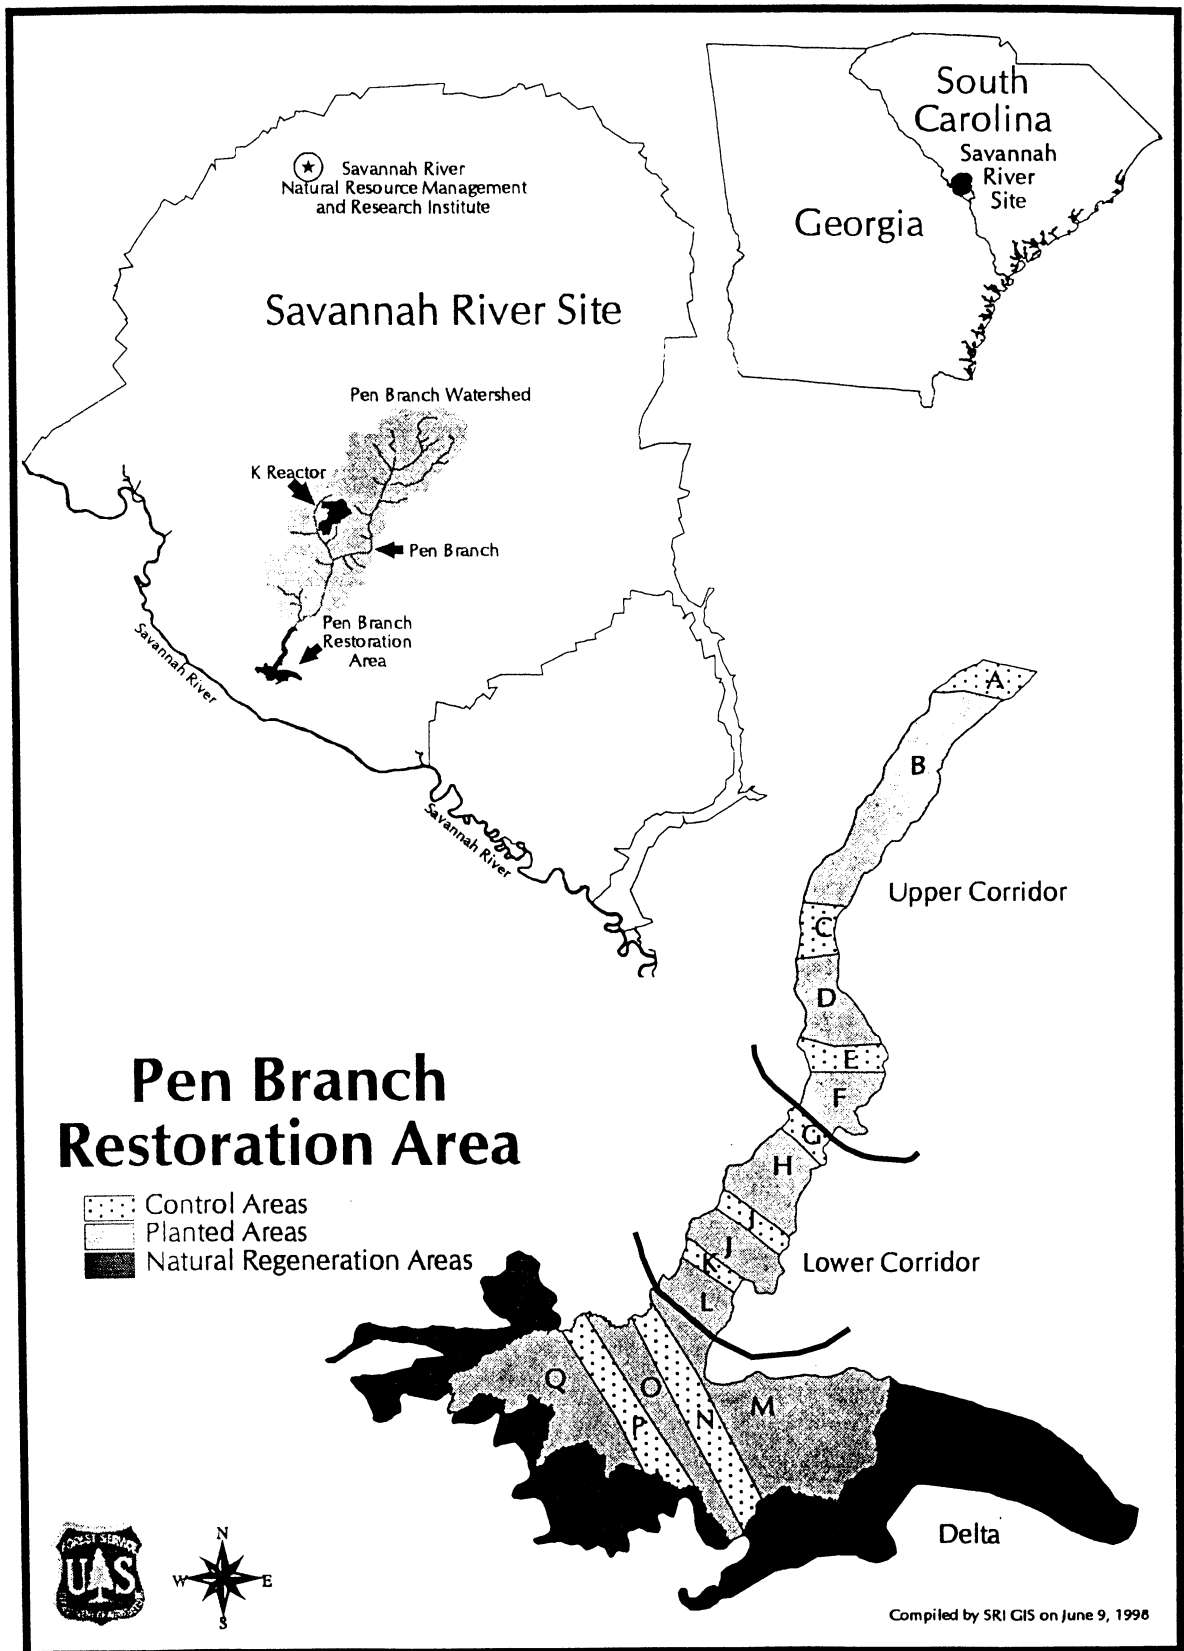 South
Carolina
Savannah
River
Site
Georgia
Savannah River
Natural Resource Management
and Research Institute
Savannah River Site
Pen Branch Watershed
K Reactor
Pen Branch
Pen Branch
Restoration
Area
Savannah River
Savannah River
A
B
Upper Corridor
C
D
E
F
G
H
I
J
K
Lower Corridor
L
Pen Branch
Restoration Area
Control Areas
Planted Areas
Natural Regeneration Areas
Q
O
M
P
N
Delta
FOREST SERVICE
U S
N
W E
S
Compiled by SRI GIS on June 9, 1998